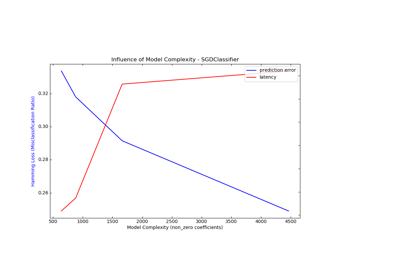 Influence of Model Complexity - SGDClassifier
prediction error
latency
0.32
0.30
0.28
0.26
Hamming Loss (Misclassification Ratio)
500 1000 1500 2000 2500 3000 3500 4000 4500
Model Complexity (non_zero coefficients)